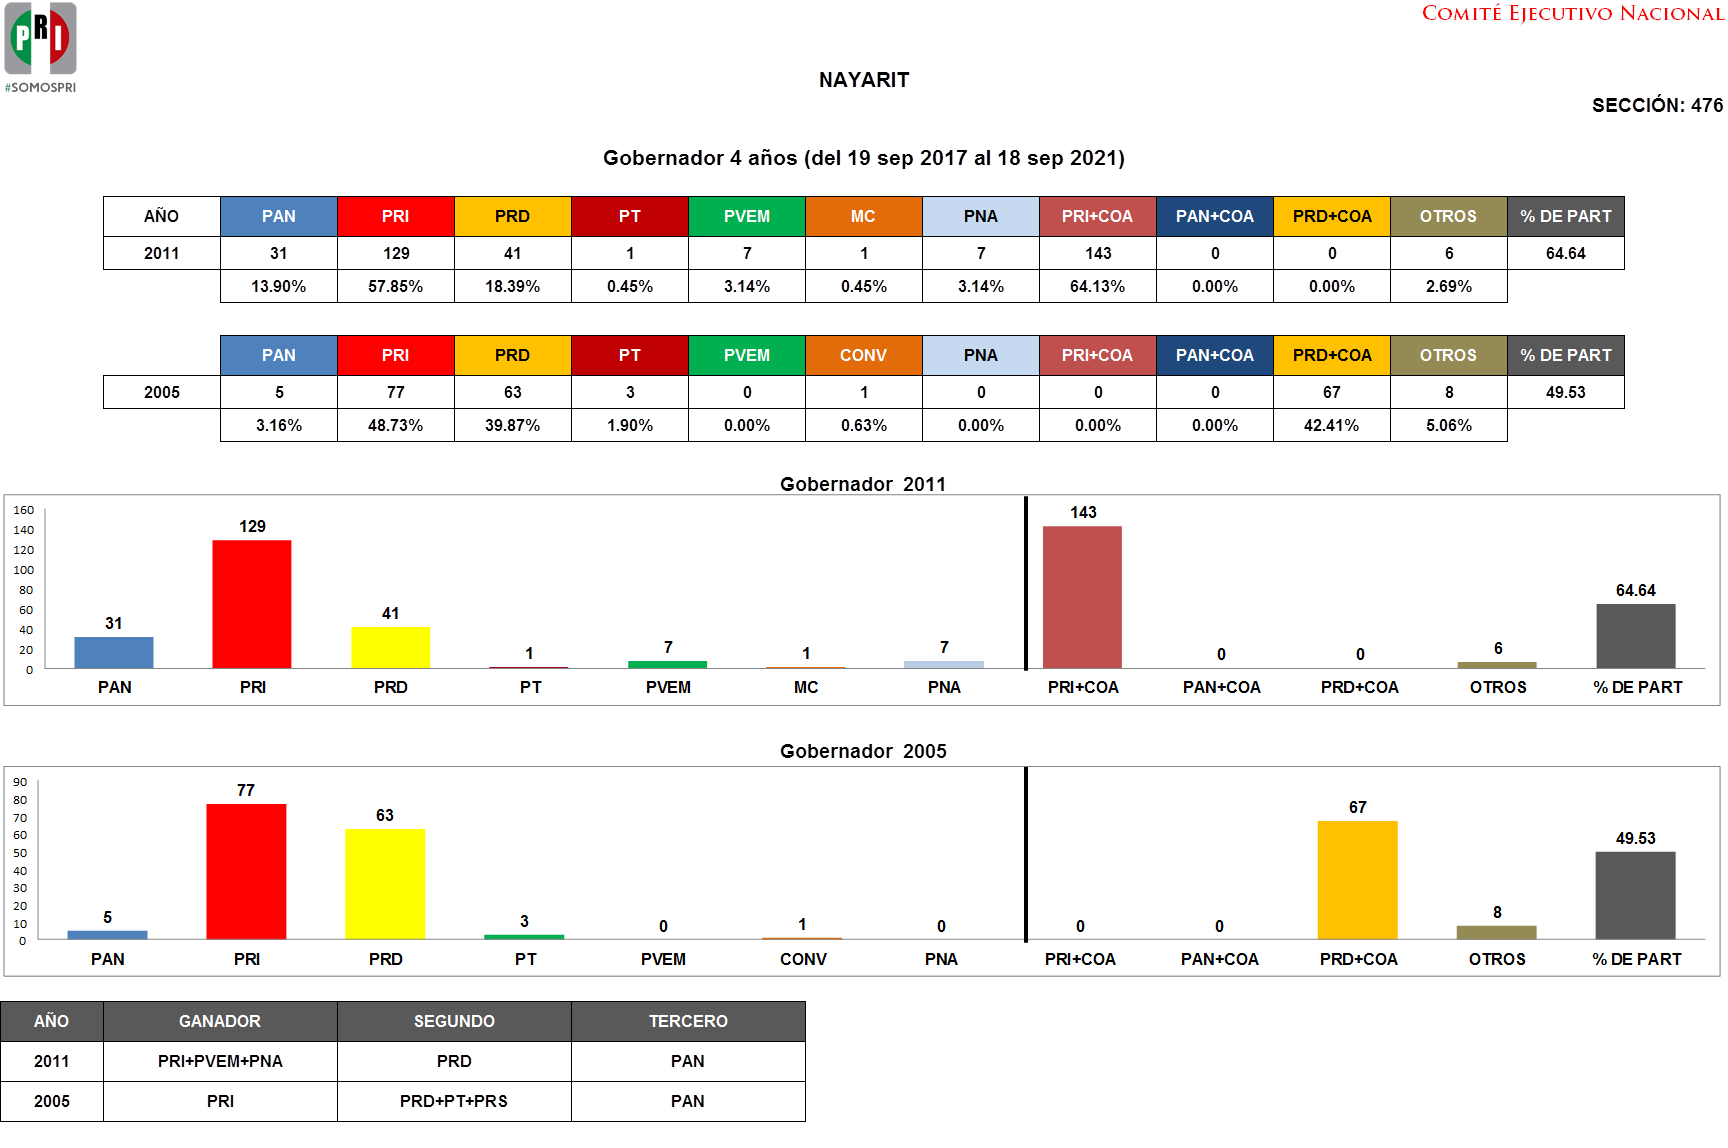 PRI
#SOMOSPRI
COMITÉ EJECUTIVO NACIONAL
NAYARIT
SECCIÓN: 476
Gobernador 4 años (del 19 sep 2017 al 18 sep 2021)
AÑO PAN PRI PRD PT PVEM MC PNA PRI+COA PAN+COA PRD+COA OTROS % DE PART
2011 31 129 41 1 7 1 7 143 0 0 6 64.64
13.90% 57.85% 18.39% 0.45% 3.14% 0.45% 3.14% 64.13% 0.00% 0.00% 2.69%
PAN PRI PRD PT PVEM CONV PNA PRI+COA PAN+COA PRD+COA OTROS % DE PART
2005 5 77 63 3 0 1 0 0 0 67 8 49.53
3.16% 48.73% 39.87% 1.90% 0.00% 0.63% 0.00% 0.00% 0.00% 42.41% 5.06%
Gobernador 2011
160
140
120
100
80
60
40
20
0
31 129 41 1 7 1 7 143 0 0 6 64.64
PAN PRI PRD PT PVEM MC PNA PRI+COA PAN+COA PRD+COA OTROS % DE PART
Gobernador 2005
90
80
70
60
50
40
30
20
10
0
5 77 63 3 0 1 0 0 0 67 8 49.53
PAN PRI PRD PT PVEM CONV PNA PRI+COA PAN+COA PRD+COA OTROS % DE PART
AÑO GANADOR SEGUNDO TERCERO
2011 PRI+PVEM+PNA PRD PAN
2005 PRI PRD+PT+PRS PAN